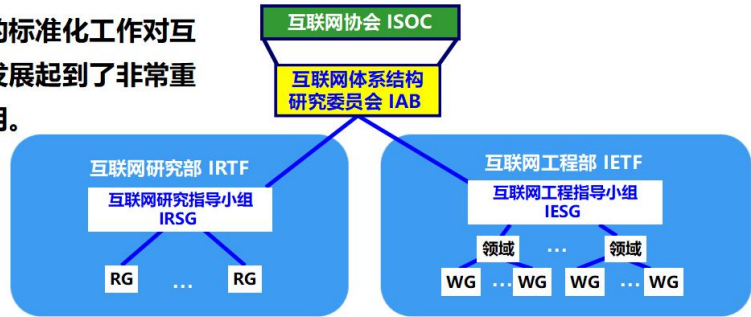 的标准化工作对互
发展起到了非常重
用。
互联网协会 ISOC
互联网体系结构
研究委员会 IAB
互联网研究部 IRTF
互联网研究指导小组
IRSG
RG ... RG
互联网工程部 IETF
互联网工程指导小组
IESG
领域 ... 领域
WG ... WG WG ... WG